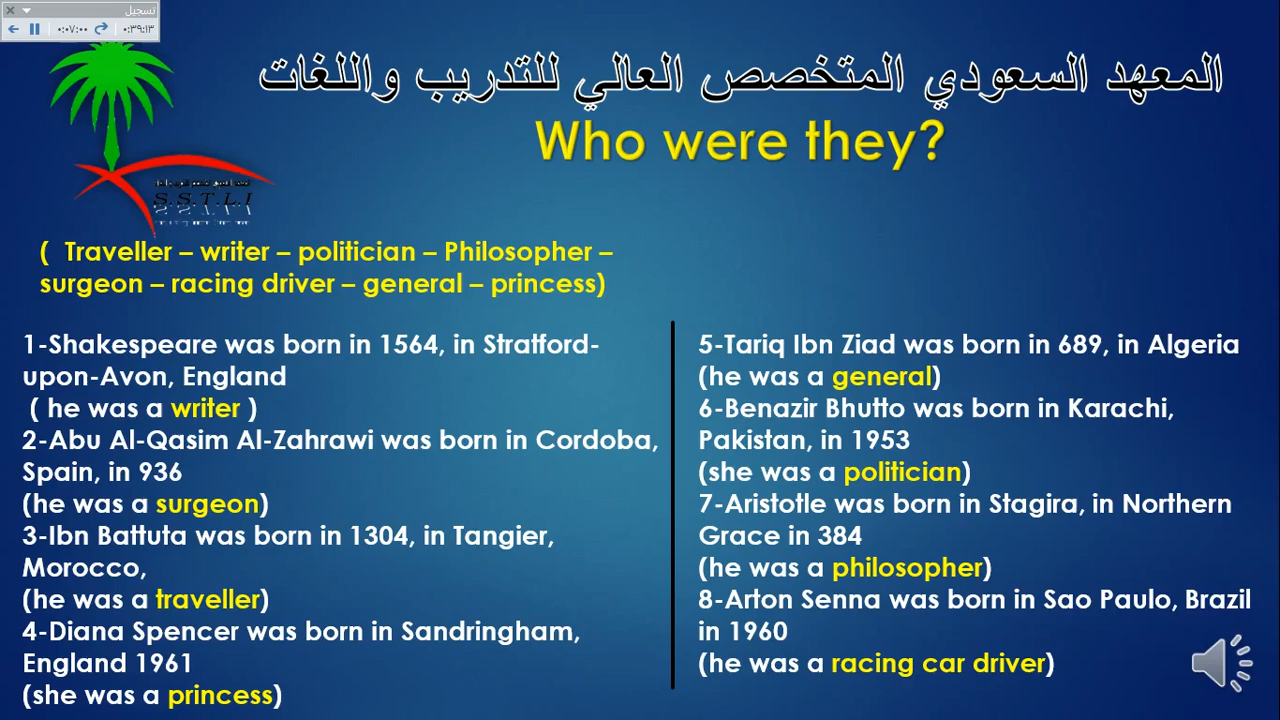 تسجيل
٠:٠٧:٠٠
٠:٣٩:١٣
المعهد السعودي المتخصص العالي للتدريب واللغات
Who were they?
S.S.T.L.I
( Traveller – writer – politician – Philosopher –
surgeon – racing driver – general – princess)
1-Shakespeare was born in 1564, in Stratford-
upon-Avon, England
( he was a writer )
2-Abu Al-Qasim Al-Zahrawi was born in Cordoba,
Spain, in 936
(he was a surgeon)
3-Ibn Battuta was born in 1304, in Tangier,
Morocco,
(he was a traveller)
4-Diana Spencer was born in Sandringham,
England 1961
(she was a princess)
5-Tariq Ibn Ziad was born in 689, in Algeria
(he was a general)
6-Benazir Bhutto was born in Karachi,
Pakistan, in 1953
(she was a politician)
7-Aristotle was born in Stagira, in Northern
Grace in 384
(he was a philosopher)
8-Arton Senna was born in Sao Paulo, Brazil
in 1960
(he was a racing car driver)